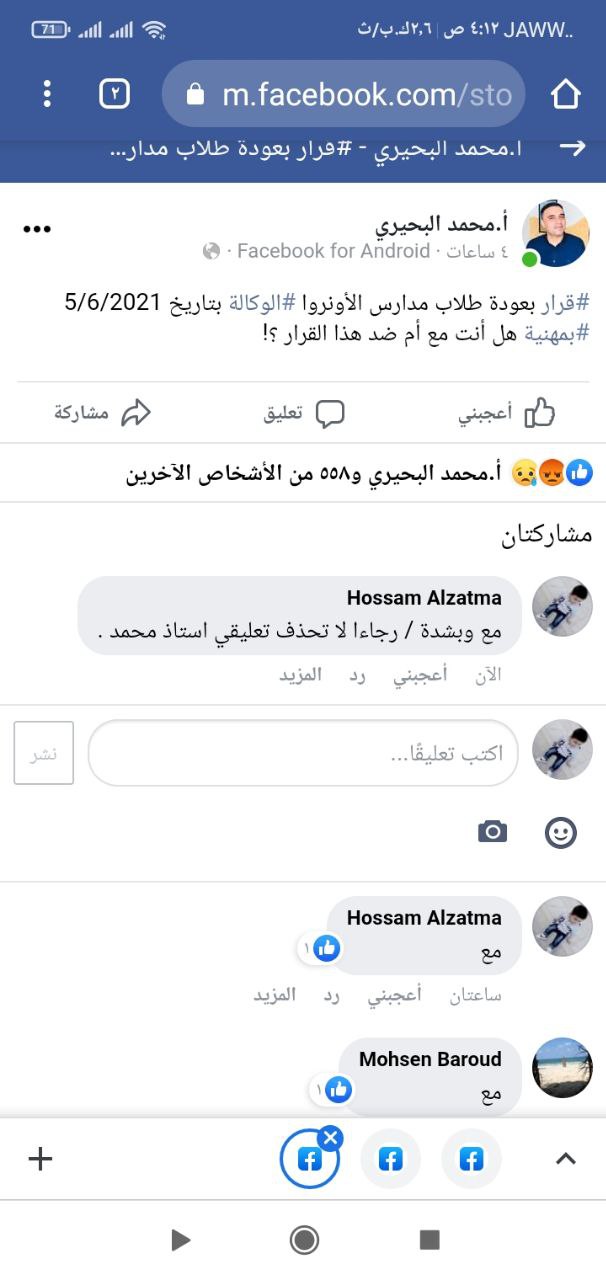 71 ٤:١٢ ص | ٢,٦ك.ب/ث JAWW..
٢ m.facebook.com/sto
أ.محمد البحيري - #قرار بعودة طلاب مدار...
أ.محمد البحيري
٤ ساعات · Facebook for Android ·
#قرار بعودة طلاب مدارس الأونروا #الوكالة بتاريخ 5/6/2021
#بمهنية هل أنت مع أم ضد هذا القرار ؟!
أعجبني تعليق مشاركة
أ.محمد البحيري و٥٥٨ من الأشخاص الآخرين
مشاركتان
Hossam Alzatma
مع وبشدة / رجاءا لا تحذف تعليقي استاذ محمد .
الآن أعجبني رد المزيد
اكتب تعليقًا...
نشر
Hossam Alzatma
مع
١
ساعتان أعجبني رد المزيد
Mohsen Baroud
مع
١